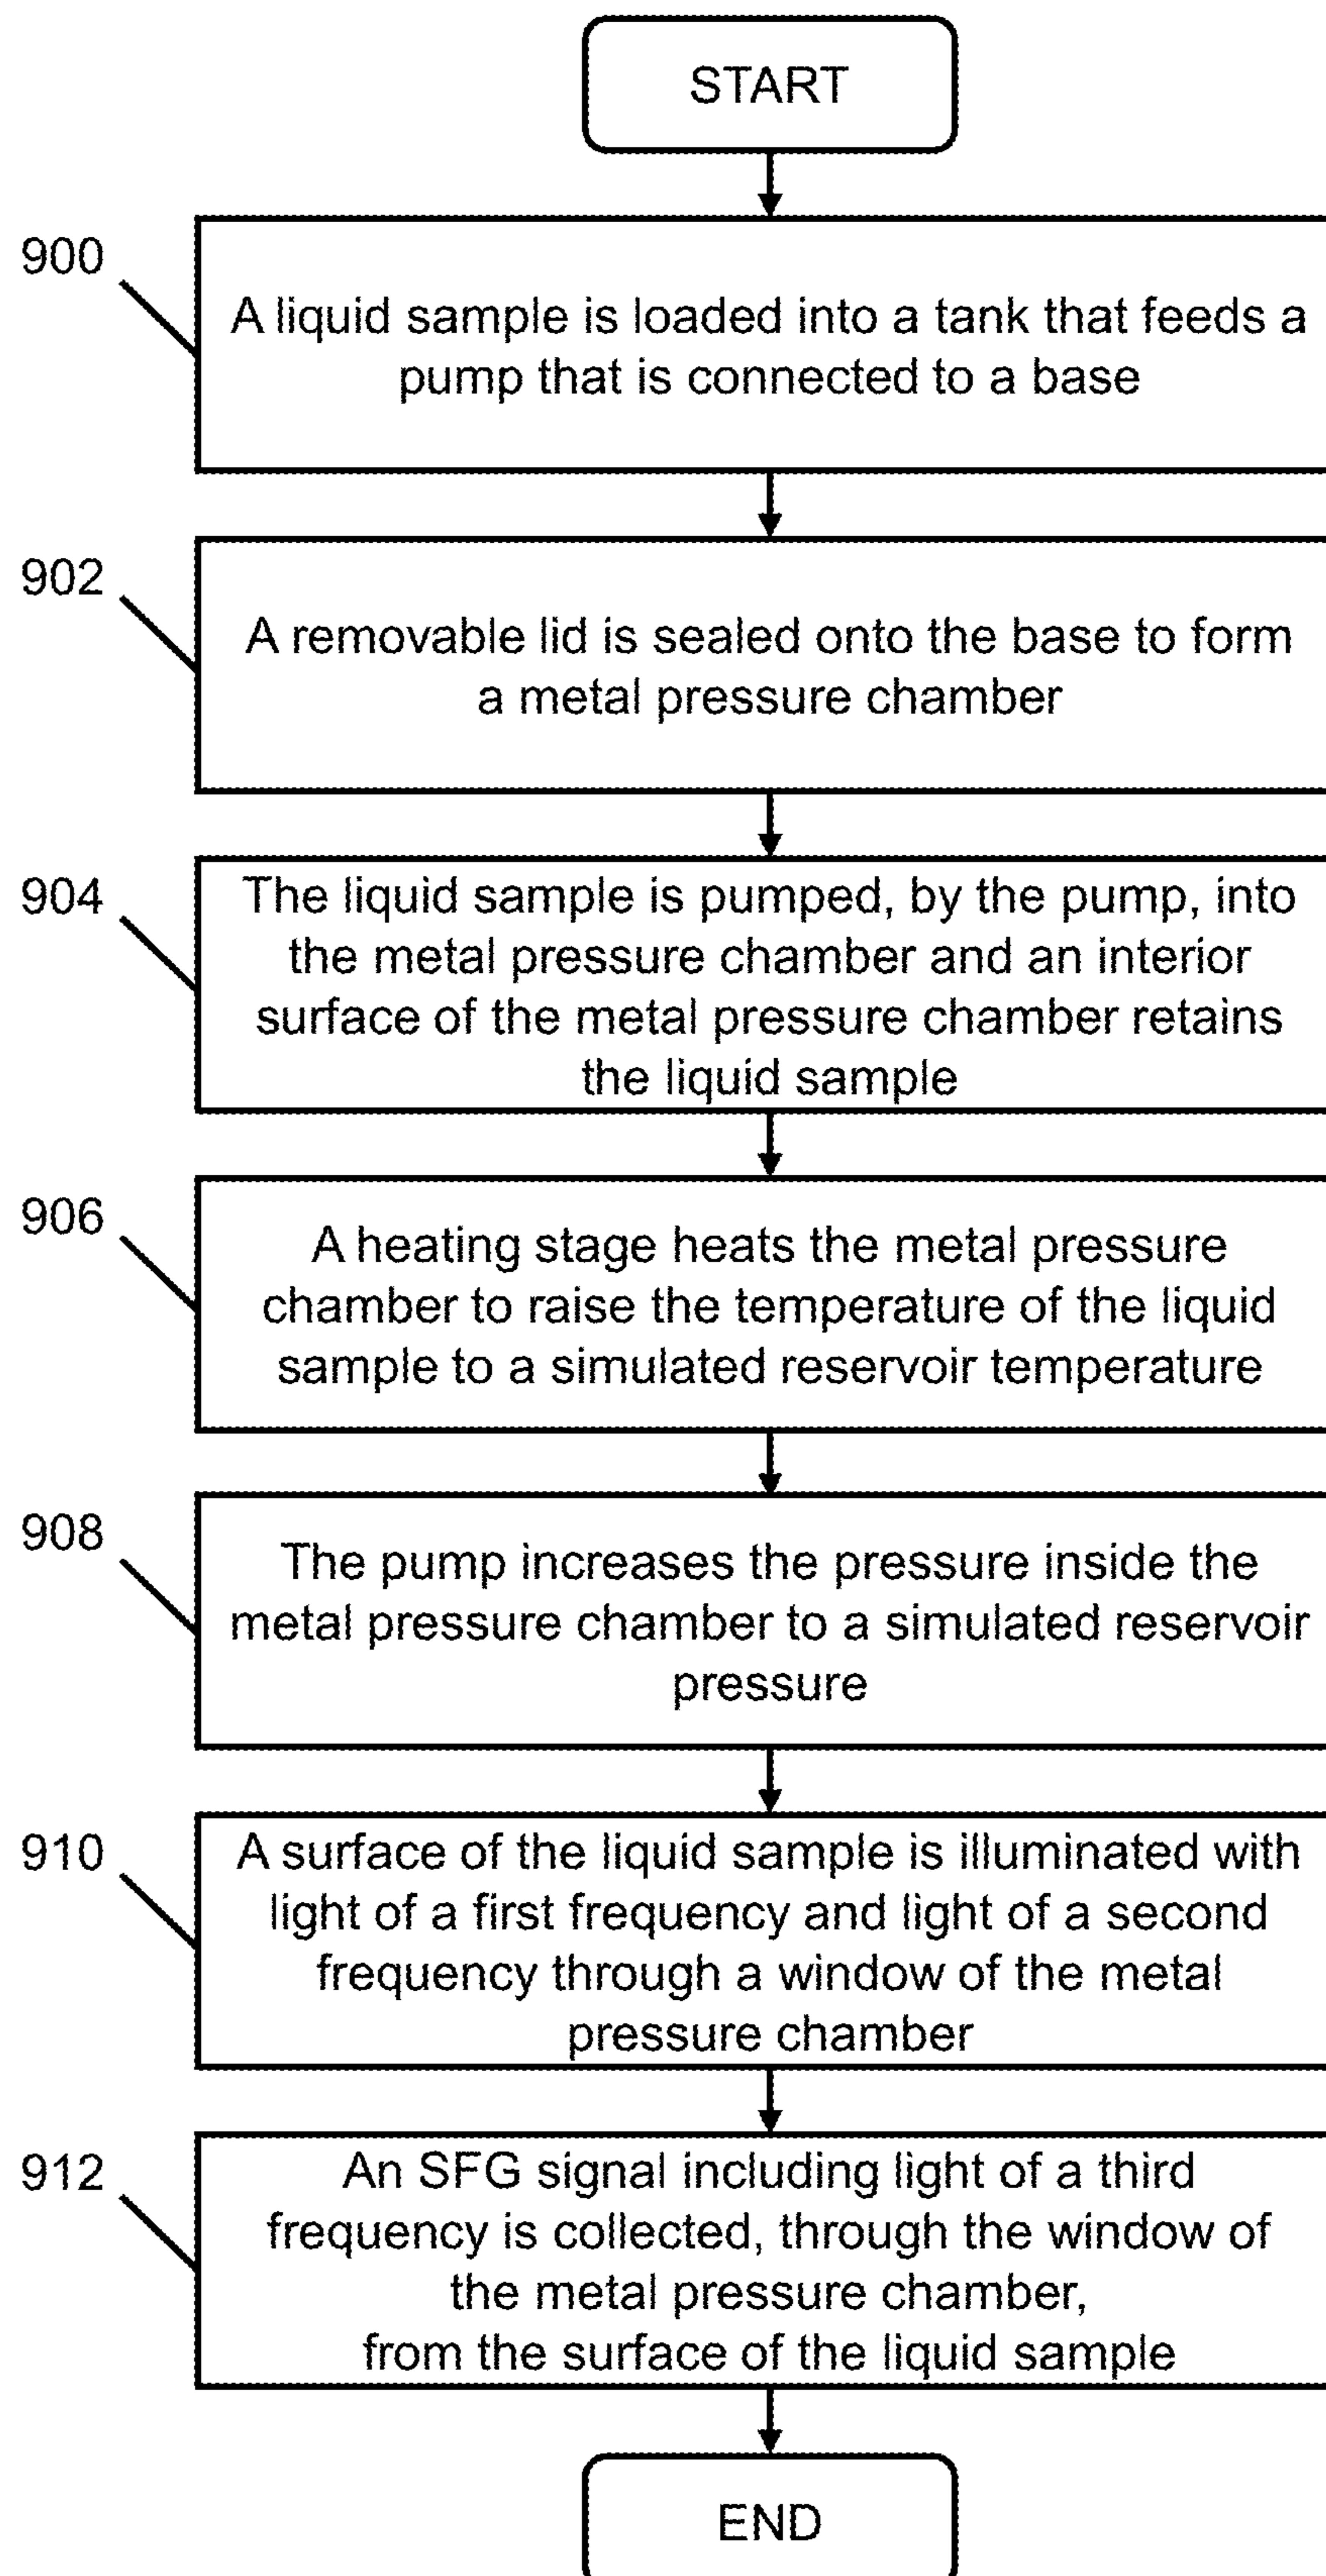 START
900
A liquid sample is loaded into a tank that feeds a
pump that is connected to a base
902
A removable lid is sealed onto the base to form
a metal pressure chamber
904
The liquid sample is pumped, by the pump, into
the metal pressure chamber and an interior
surface of the metal pressure chamber retains
the liquid sample
906
A heating stage heats the metal pressure
chamber to raise the temperature of the liquid
sample to a simulated reservoir temperature
908
The pump increases the pressure inside the
metal pressure chamber to a simulated reservoir
pressure
910
A surface of the liquid sample is illuminated with
light of a first frequency and light of a second
frequency through a window of the metal
pressure chamber
912
An SFG signal including light of a third
frequency is collected, through the window of
the metal pressure chamber,
from the surface of the liquid sample
END